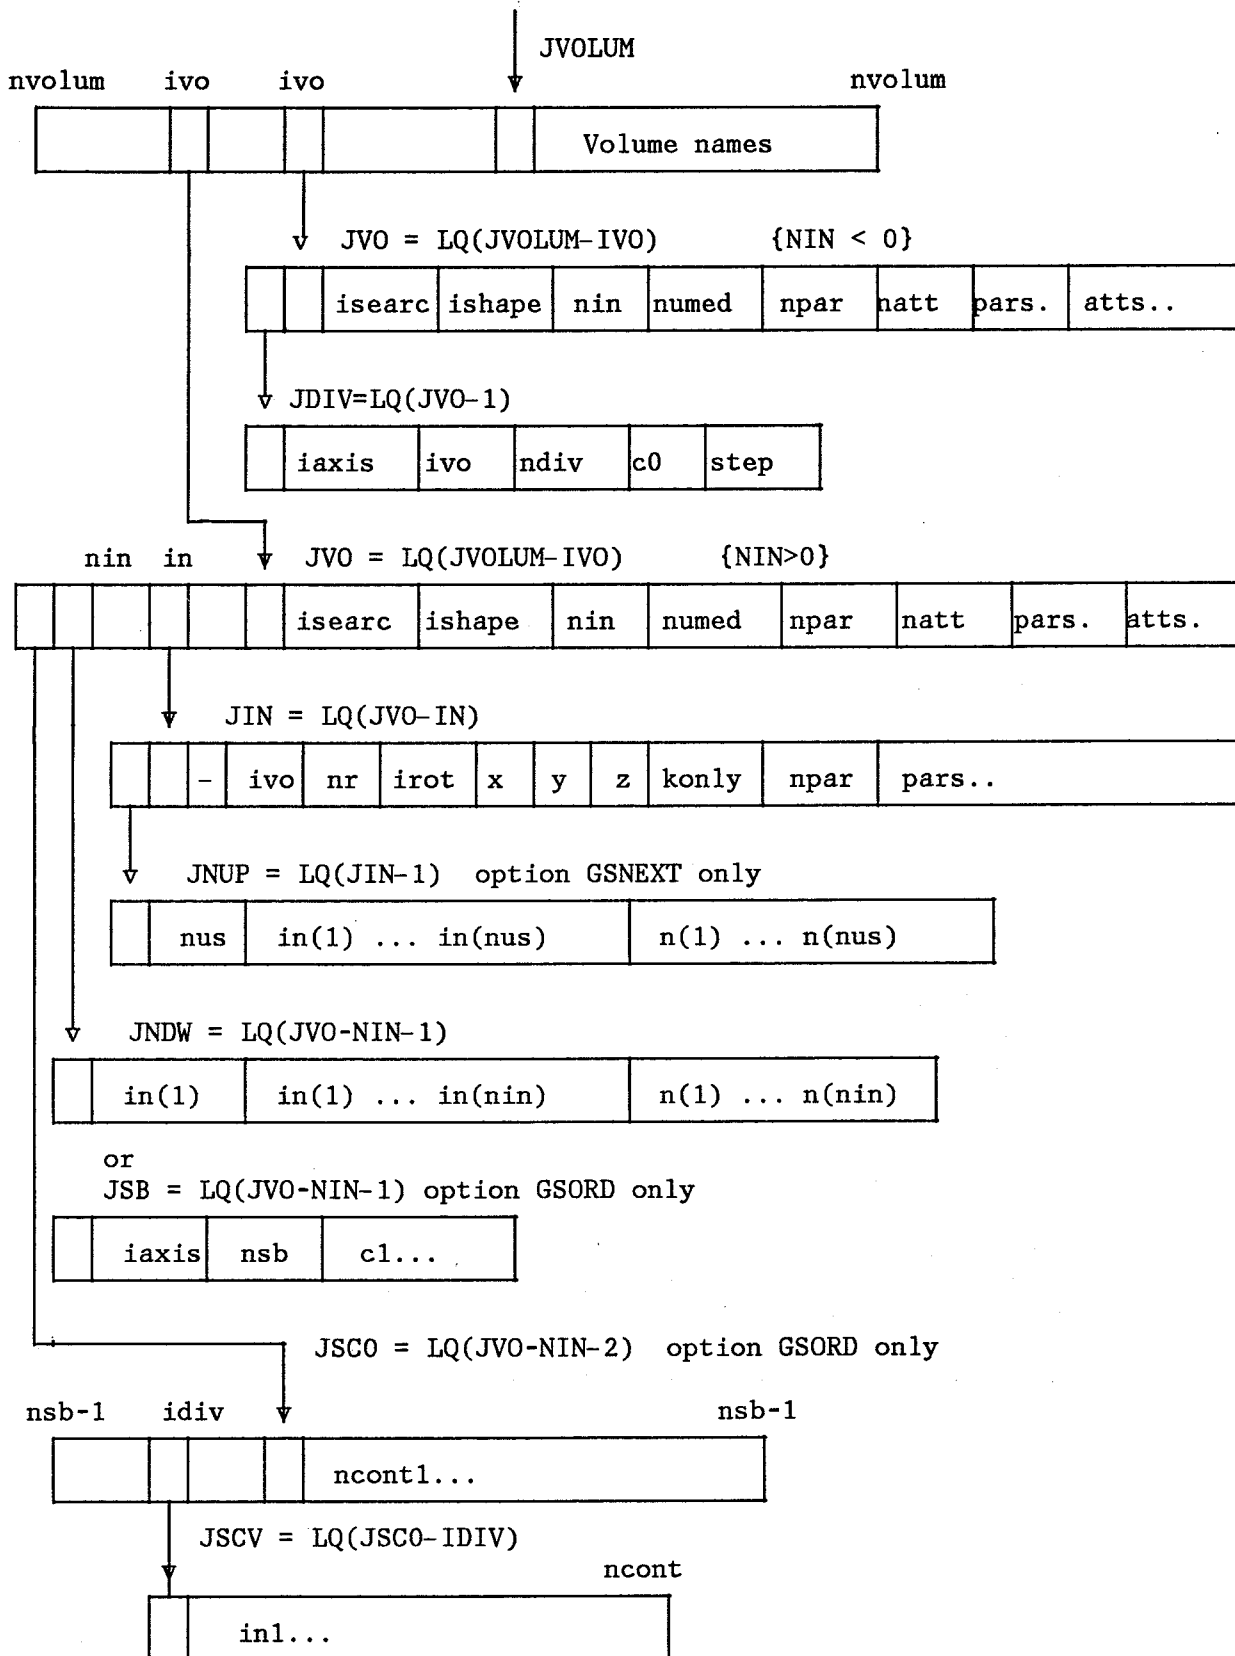 JVOLUM
nvolum ivo ivo nvolum
Volume names
JVO = LQ(JVOLUM-IVO) {NIN < 0}
isearc ishape nin numed npar natt pars. atts..
JDIV=LQ(JVO-1)
iaxis ivo ndiv c0 step
nin in JVO = LQ(JVOLUM-IVO) {NIN>0}
isearc ishape nin numed npar natt pars. atts.
JIN = LQ(JVO-IN)
- ivo nr irot x y z konly npar pars..
JNUP = LQ(JIN-1) option GSNEXT only
nus in(1) ... in(nus) n(1) ... n(nus)
JNDW = LQ(JVO-NIN-1)
in(1) in(1) ... in(nin) n(1) ... n(nin)
or
JSB = LQ(JVO-NIN-1) option GSORD only
iaxis nsb c1...
JSCO = LQ(JVO-NIN-2) option GSORD only
nsb-1 idiv nsb-1
ncont1...
JSCV = LQ(JSCO-IDIV)
ncont
in1...